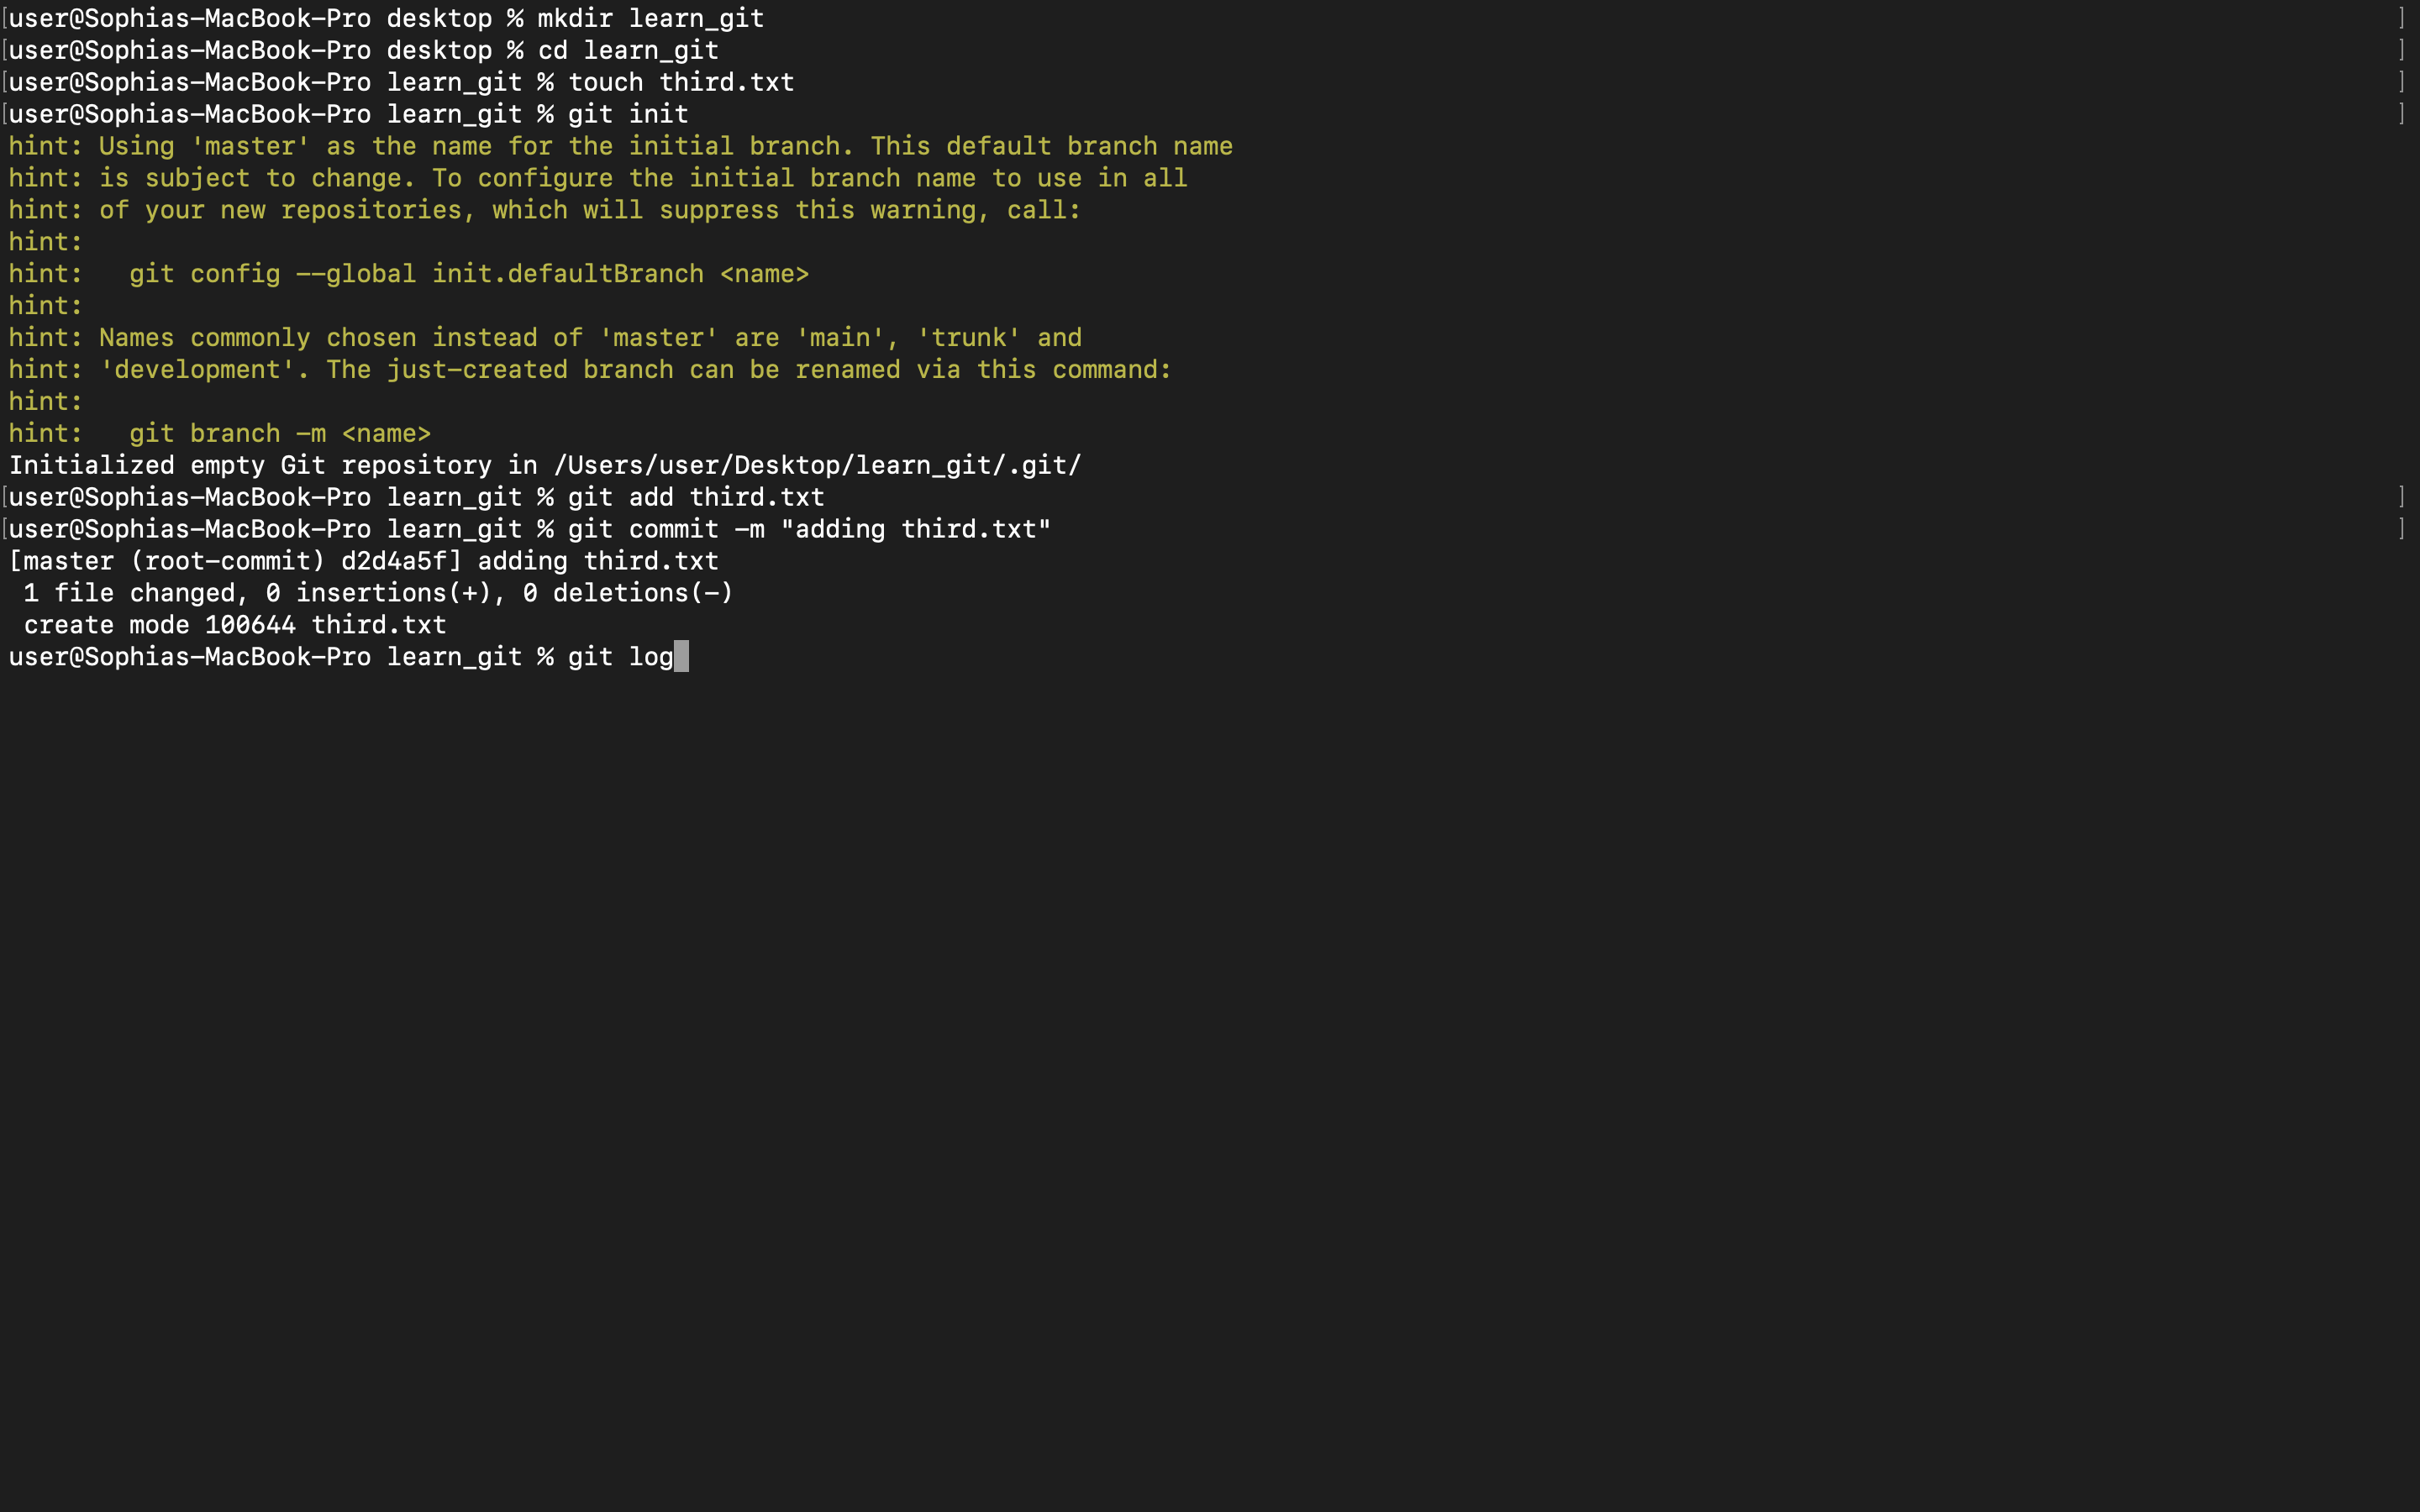 [user@Sophias-MacBook-Pro desktop % mkdir learn_git ]
[user@Sophias-MacBook-Pro desktop % cd learn_git ]
[user@Sophias-MacBook-Pro learn_git % touch third.txt ]
[user@Sophias-MacBook-Pro learn_git % git init ]
hint: Using 'master' as the name for the initial branch. This default branch name
hint: is subject to change. To configure the initial branch name to use in all
hint: of your new repositories, which will suppress this warning, call:
hint:
hint:   git config --global init.defaultBranch <name>
hint:
hint: Names commonly chosen instead of 'master' are 'main', 'trunk' and
hint: 'development'. The just-created branch can be renamed via this command:
hint:
hint:   git branch -m <name>
Initialized empty Git repository in /Users/user/Desktop/learn_git/.git/
[user@Sophias-MacBook-Pro learn_git % git add third.txt ]
[user@Sophias-MacBook-Pro learn_git % git commit -m "adding third.txt" ]
[master (root-commit) d2d4a5f] adding third.txt
 1 file changed, 0 insertions(+), 0 deletions(-)
 create mode 100644 third.txt
user@Sophias-MacBook-Pro learn_git % git log